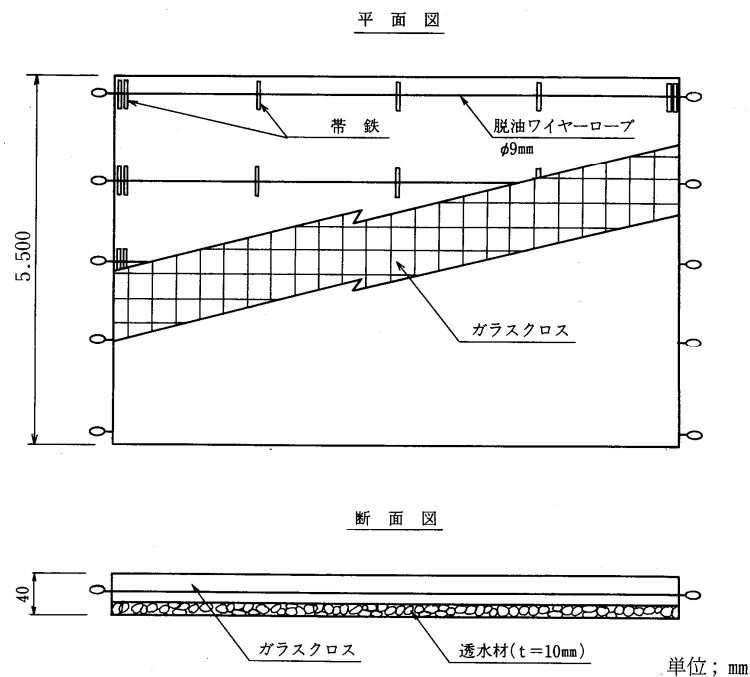 平面図
帯鉄
脱油ワイヤーロープ
φ9mm
5.500
ガラスクロス
断面図
40
ガラスクロス
透水材(t=10mm)
単位; mm